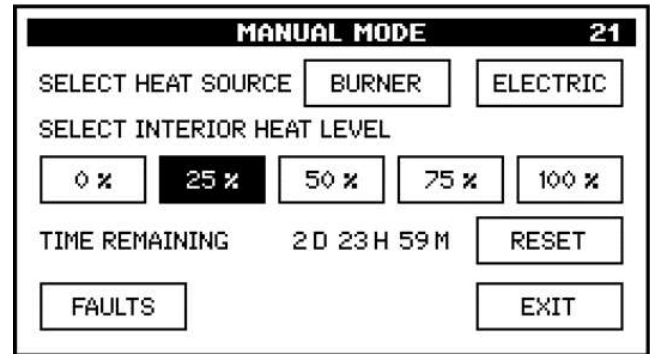 MANUAL MODE 21
SELECT HEAT SOURCE BURNER ELECTRIC
SELECT INTERIOR HEAT LEVEL
0 % 25 % 50 % 75 % 100 %
TIME REMAINING 2 D 23 H 59 M RESET
FAULTS EXIT